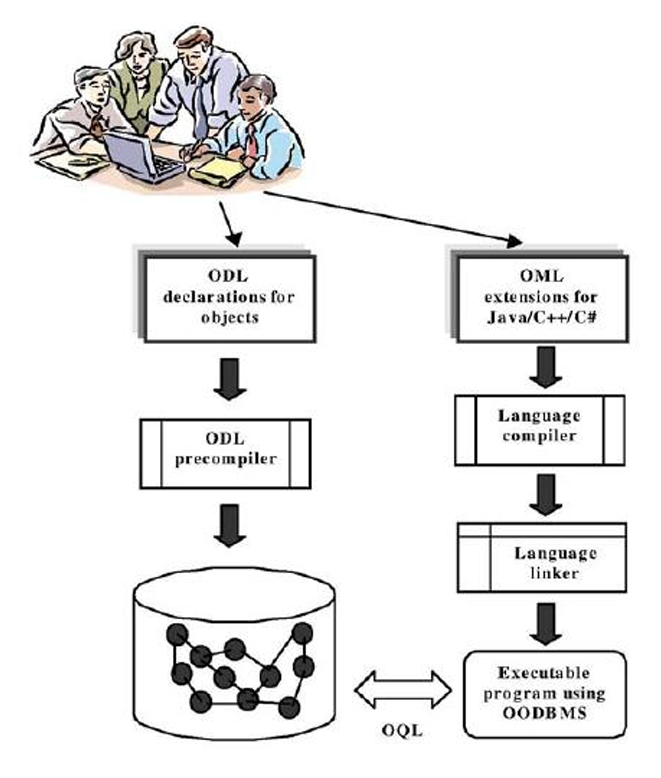 ODL
declarations for
objects
OML
extensions for
Java/C++/C#
ODL
precompiler
Language
compiler
Language
linker
Executable
program using
OODBMS
OQL